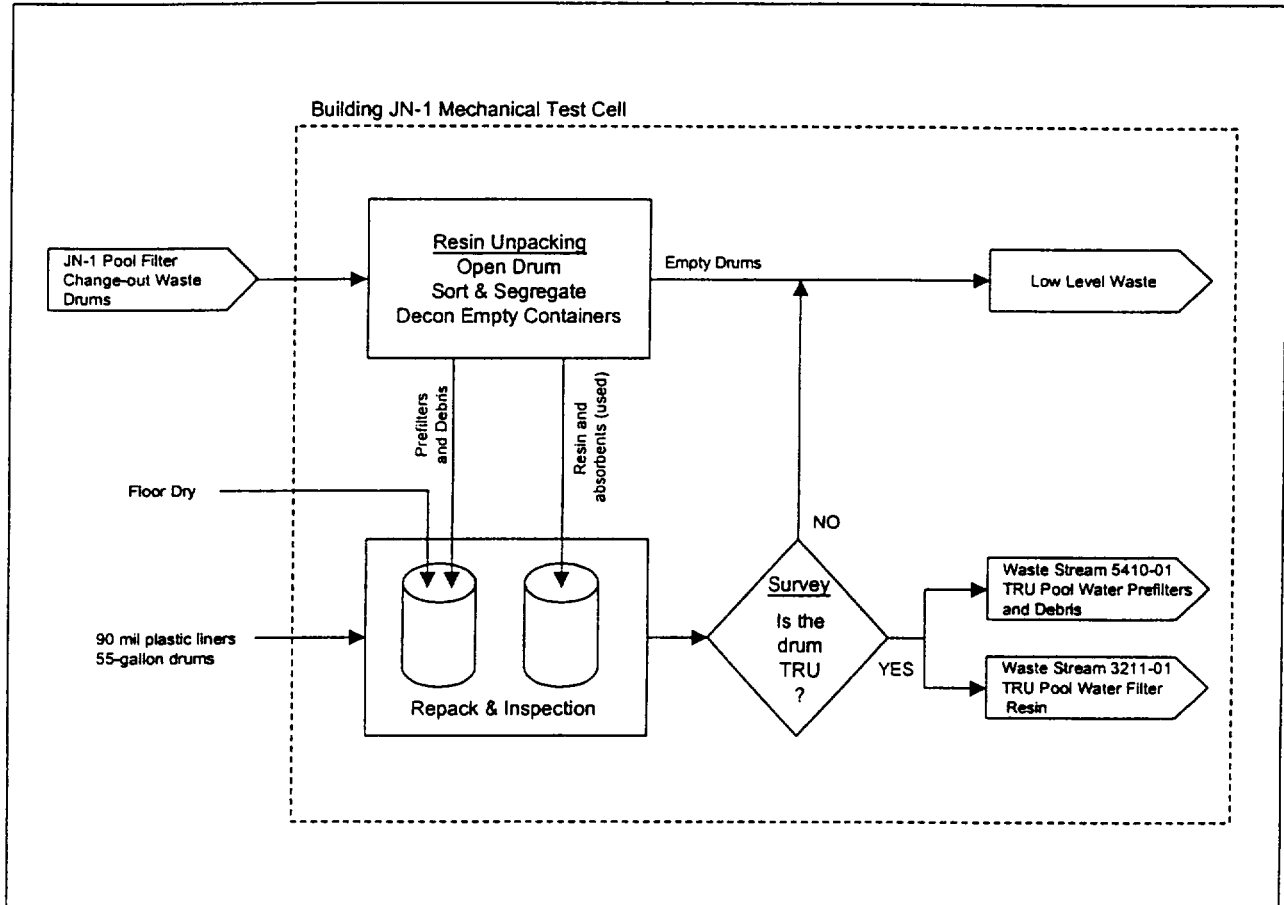 Building JN-1 Mechanical Test Cell
JN-1 Pool Filter
Change-out Waste
Drums
Resin Unpacking
Open Drum
Sort & Segregate
Decon Empty Containers
Empty Drums
Low Level Waste
Prefilters
and Debris
Resin and
absorbents (used)
Floor Dry
90 mil plastic liners
55-gallon drums
Repack & Inspection
NO
Survey
Is the
drum
TRU
?
YES
Waste Stream 5410-01
TRU Pool Water Prefilters
and Debris
Waste Stream 3211-01
TRU Pool Water Filter
Resin